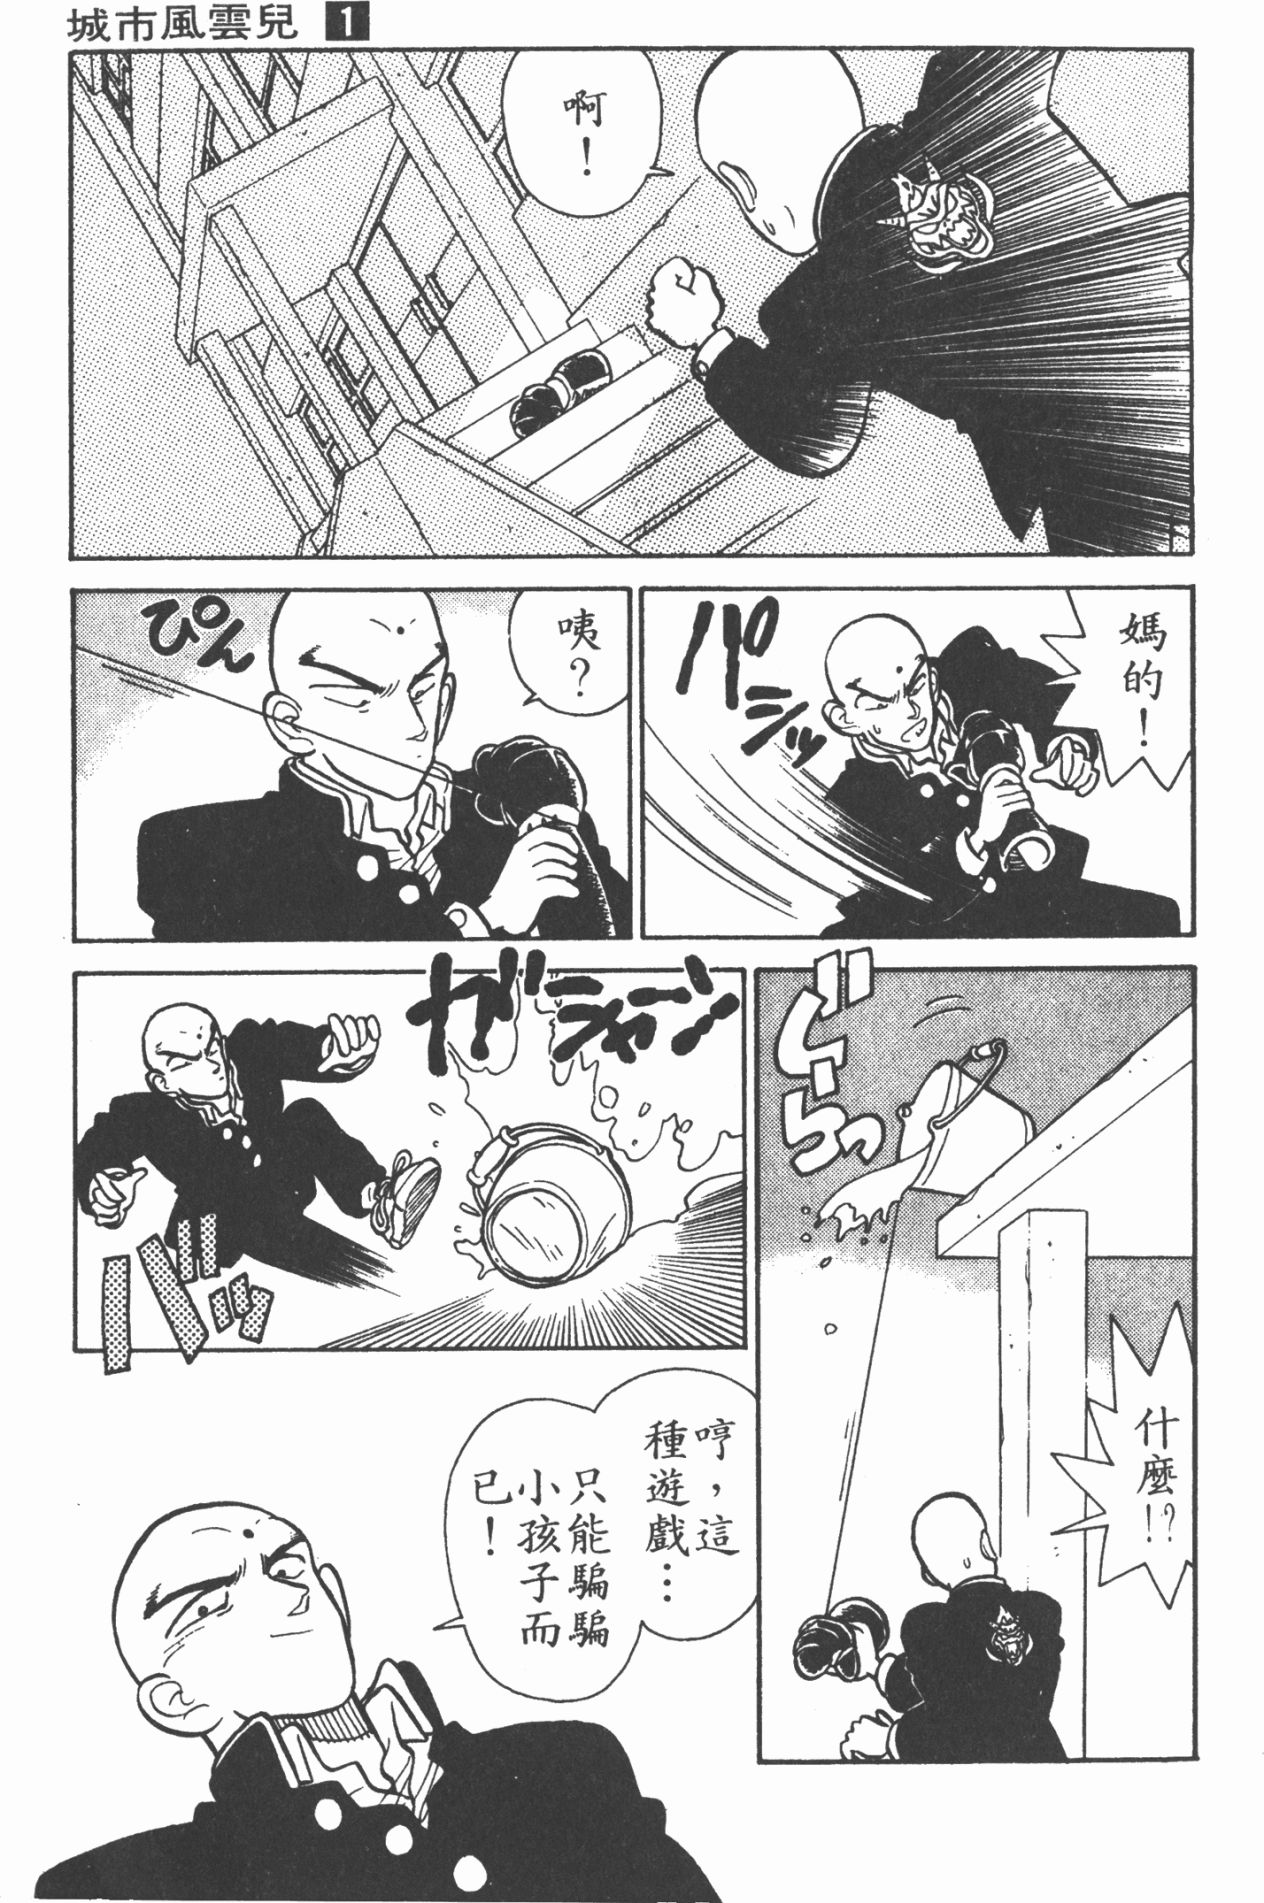 城市風雲兒 1
啊！
媽的！
パシッ
咦？
ぴん
什麼!?
ぐらっ
ガシャーン
バッ
哼，這
種遊戲…
只能騙騙
小孩子而
已！